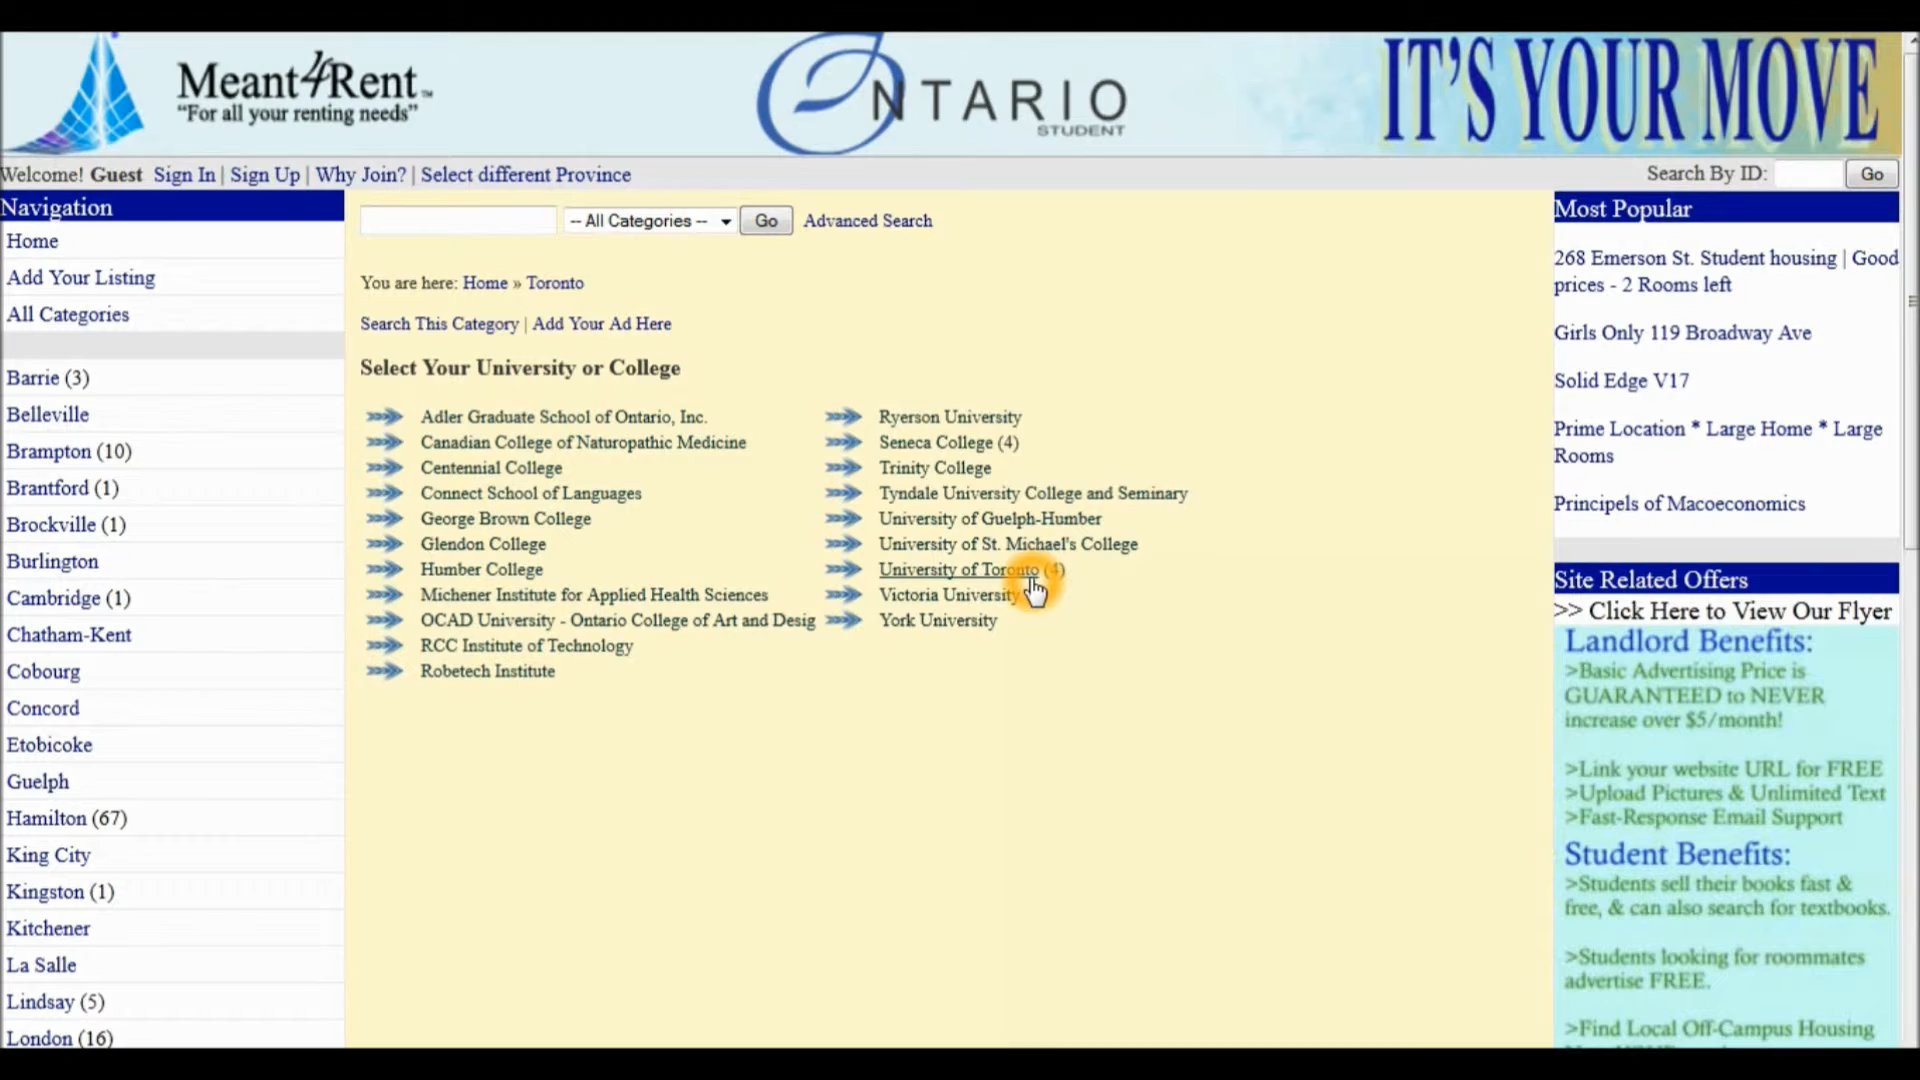 Meant4Rent™
"For all your renting needs"
ONTARIO
STUDENT
IT'S YOUR MOVE
Welcome! Guest Sign In | Sign Up | Why Join? | Select different Province
Search By ID: Go
Navigation
Home
Add Your Listing
All Categories
Barrie (3)
Belleville
Brampton (10)
Brantford (1)
Brockville (1)
Burlington
Cambridge (1)
Chatham-Kent
Cobourg
Concord
Etobicoke
Guelph
Hamilton (67)
King City
Kingston (1)
Kitchener
La Salle
Lindsay (5)
London (16)
-- All Categories -- Go Advanced Search
You are here: Home » Toronto
Search This Category | Add Your Ad Here
Select Your University or College
Adler Graduate School of Ontario, Inc.
Canadian College of Naturopathic Medicine
Centennial College
Connect School of Languages
George Brown College
Glendon College
Humber College
Michener Institute for Applied Health Sciences
OCAD University - Ontario College of Art and Desig
RCC Institute of Technology
Robetech Institute
Ryerson University
Seneca College (4)
Trinity College
Tyndale University College and Seminary
University of Guelph-Humber
University of St. Michael's College
University of Toronto (4)
Victoria University
York University
Most Popular
268 Emerson St. Student housing | Good
prices - 2 Rooms left
Girls Only 119 Broadway Ave
Solid Edge V17
Prime Location * Large Home * Large
Rooms
Principels of Macoeconomics
Site Related Offers
>> Click Here to View Our Flyer
Landlord Benefits:
>Basic Advertising Price is
GUARANTEED to NEVER
increase over $5/month!
>Link your website URL for FREE
>Upload Pictures & Unlimited Text
>Fast-Response Email Support
Student Benefits:
>Students sell their books fast &
free, & can also search for textbooks.
>Students looking for roommates
advertise FREE.
>Find Local Off-Campus Housing